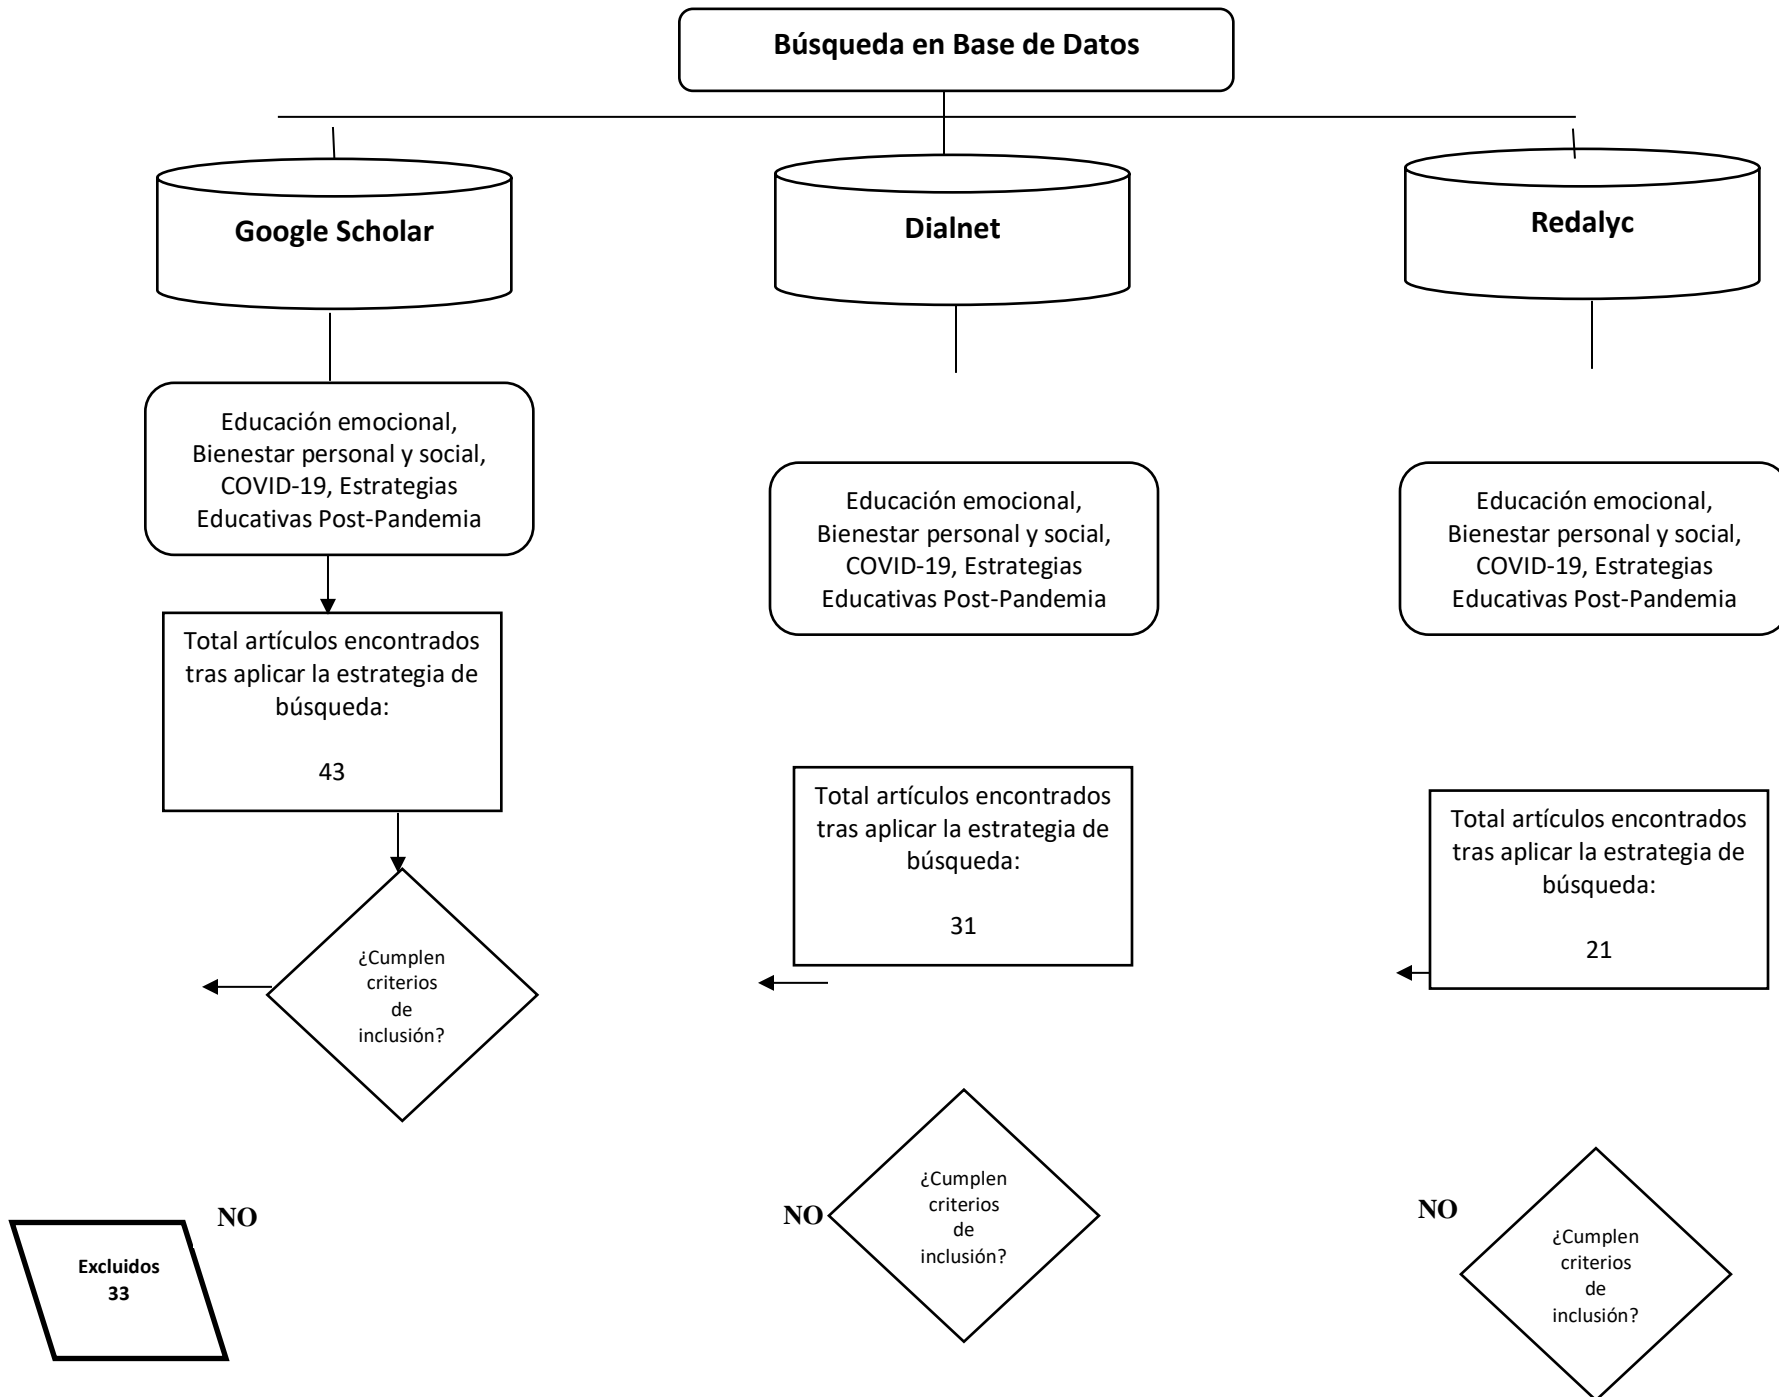 Búsqueda en Base de Datos
Google Scholar
Dialnet
Redalyc
Educación emocional,
Bienestar personal y social,
COVID-19, Estrategias
Educativas Post-Pandemia
Educación emocional,
Bienestar personal y social,
COVID-19, Estrategias
Educativas Post-Pandemia
Educación emocional,
Bienestar personal y social,
COVID-19, Estrategias
Educativas Post-Pandemia
Total artículos encontrados
tras aplicar la estrategia de
búsqueda:
43
Total artículos encontrados
tras aplicar la estrategia de
búsqueda:
31
Total artículos encontrados
tras aplicar la estrategia de
búsqueda:
21
¿Cumplen
criterios
de
inclusión?
NO
¿Cumplen
criterios
de
inclusión?
NO
¿Cumplen
criterios
de
inclusión?
NO
Excluidos
33